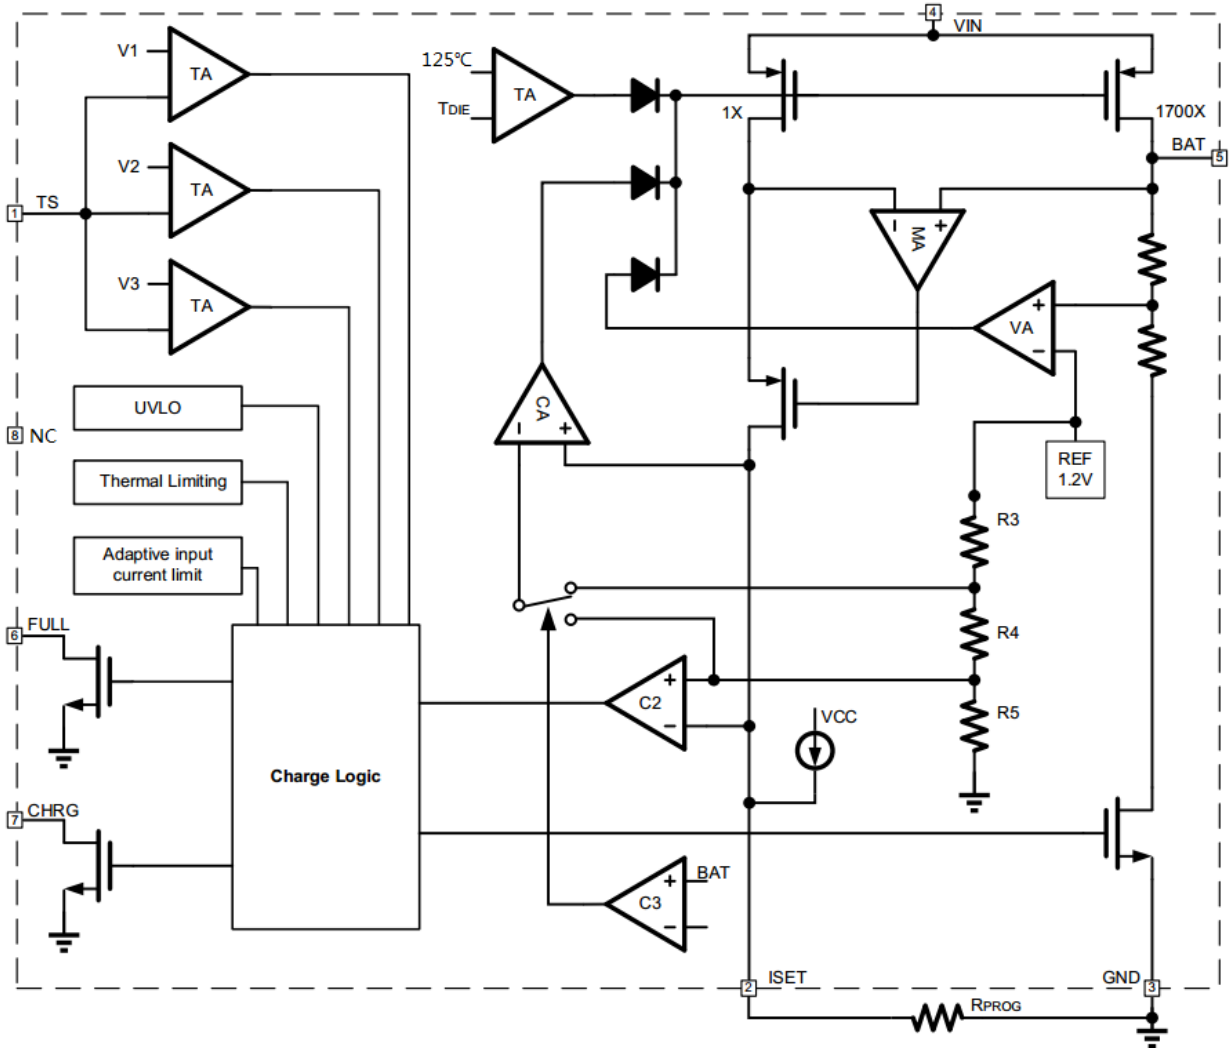 4
VIN
V1
TA
125℃
TDIE
TA
1X
1700X
BAT
5
V2
TA
1
TS
- +
MA
V3
TA
+
VA
-
UVLO
CA
- +
8
NC
REF
1.2V
Thermal Limiting
R3
Adaptive input
current limit
6
FULL
R4
+
C2
-
R5
VCC
Charge Logic
7
CHRG
+
BAT
C3
-
ISET
2
GND
3
RPROG